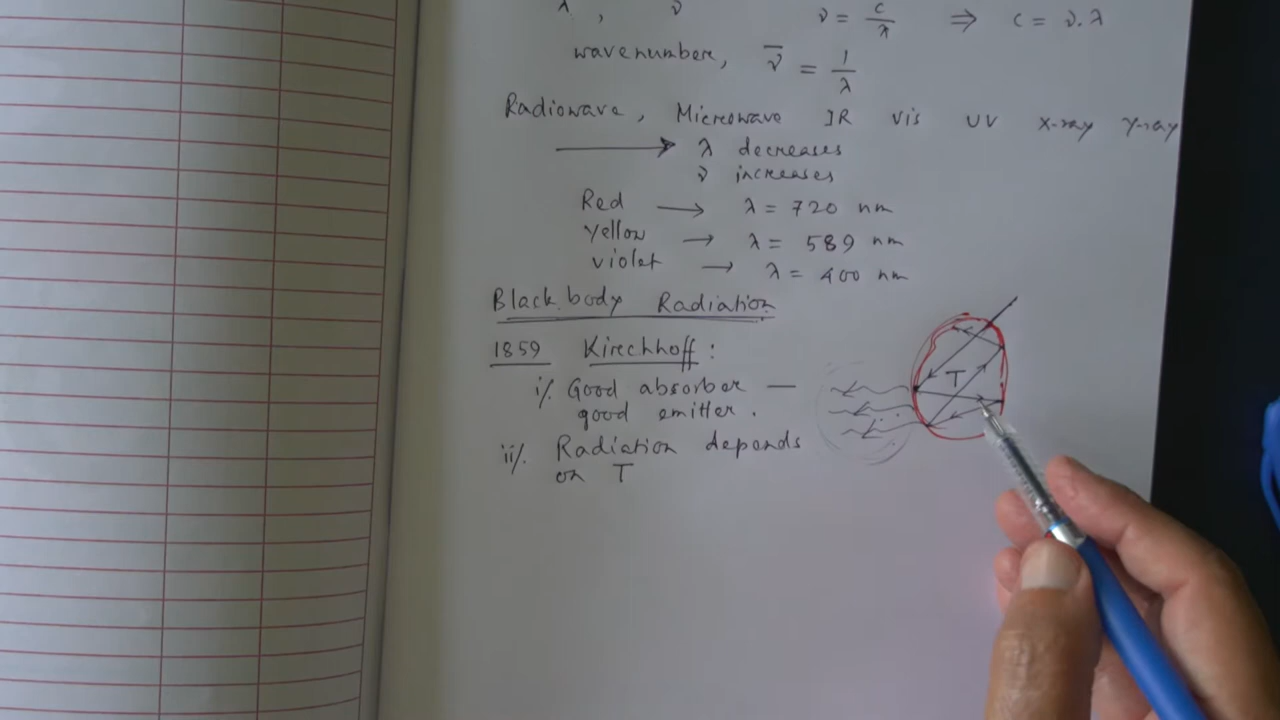 λ , ν ν = c/λ ⇒ c = ν.λ
wavenumbers, ν̅ = 1/λ
Radiowave, Microwave IR vis UV X-ray γ-ray
⟶ λ decreases
ν increases
Red ⟶ λ = 720 nm
Yellow → λ = 589 nm
violet → λ = 400 nm
Black body Radiation
1859 Kirchhoff :
i/. Good absorber —
good emitter .
T
ii/. Radiation depends
on T